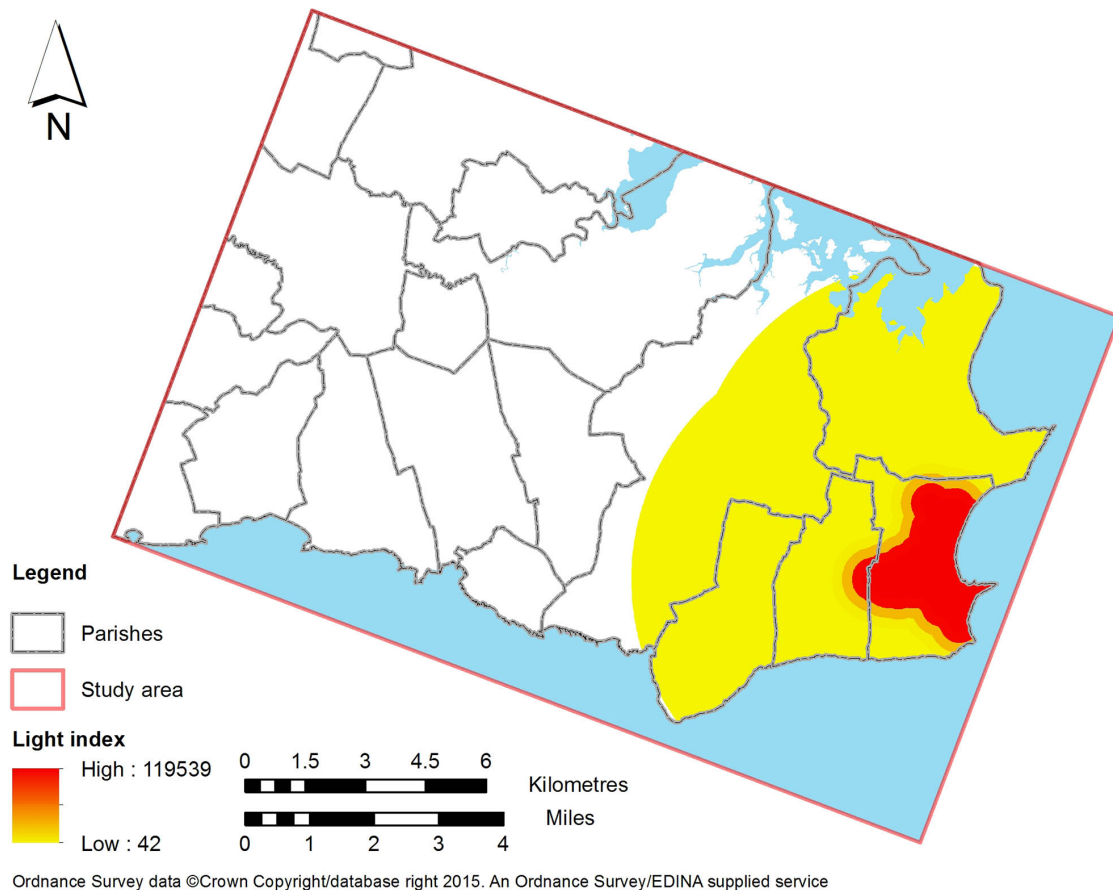 N
Legend
Parishes
Study area
Light index
High : 119539
Low : 42
0 1.5 3 4.5 6
Kilometres
Miles
0 1 2 3 4
Ordnance Survey data ©Crown Copyright/database right 2015. An Ordnance Survey/EDINA supplied service